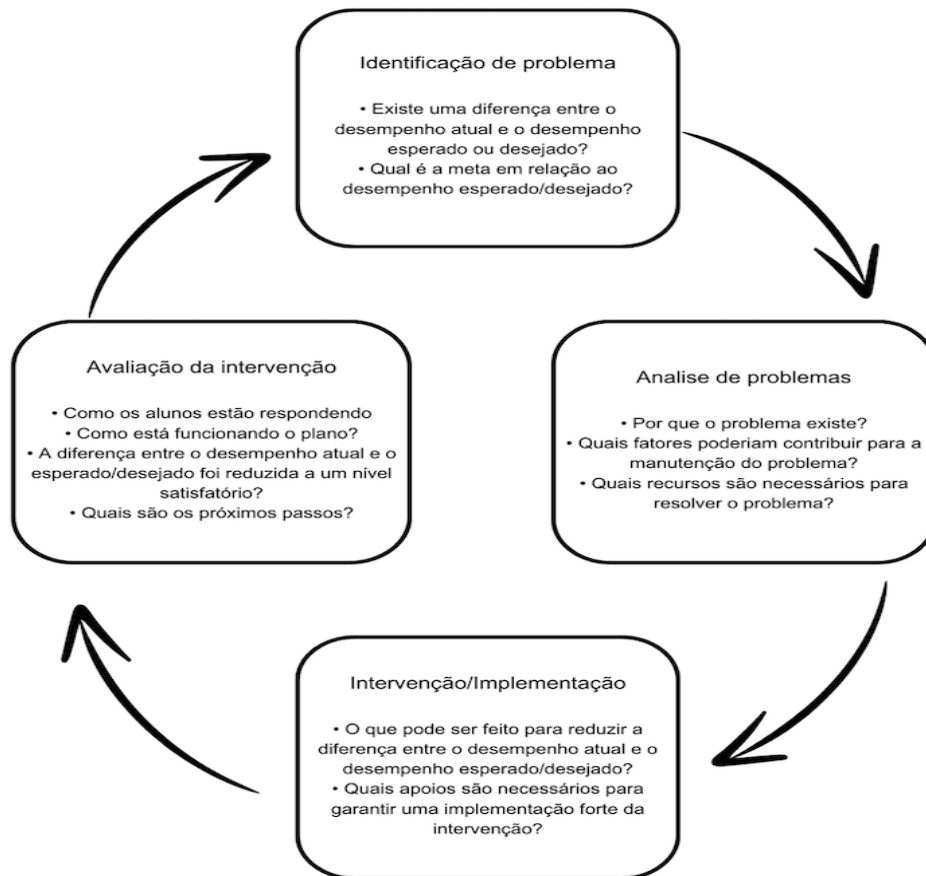 Identificação de problema
• Existe uma diferença entre o
desempenho atual e o desempenho
esperado ou desejado?
• Qual é a meta em relação ao
desempenho esperado/desejado?
Analise de problemas
• Por que o problema existe?
• Quais fatores poderiam contribuir para a
manutenção do problema?
• Quais recursos são necessários para
resolver o problema?
Intervenção/Implementação
• O que pode ser feito para reduzir a
diferença entre o desempenho atual e o
desempenho esperado/desejado?
• Quais apoios são necessários para
garantir uma implementação forte da
intervenção?
Avaliação da intervenção
• Como os alunos estão respondendo
• Como está funcionando o plano?
• A diferença entre o desempenho atual e o
esperado/desejado foi reduzida a um nível
satisfatório?
• Quais são os próximos passos?